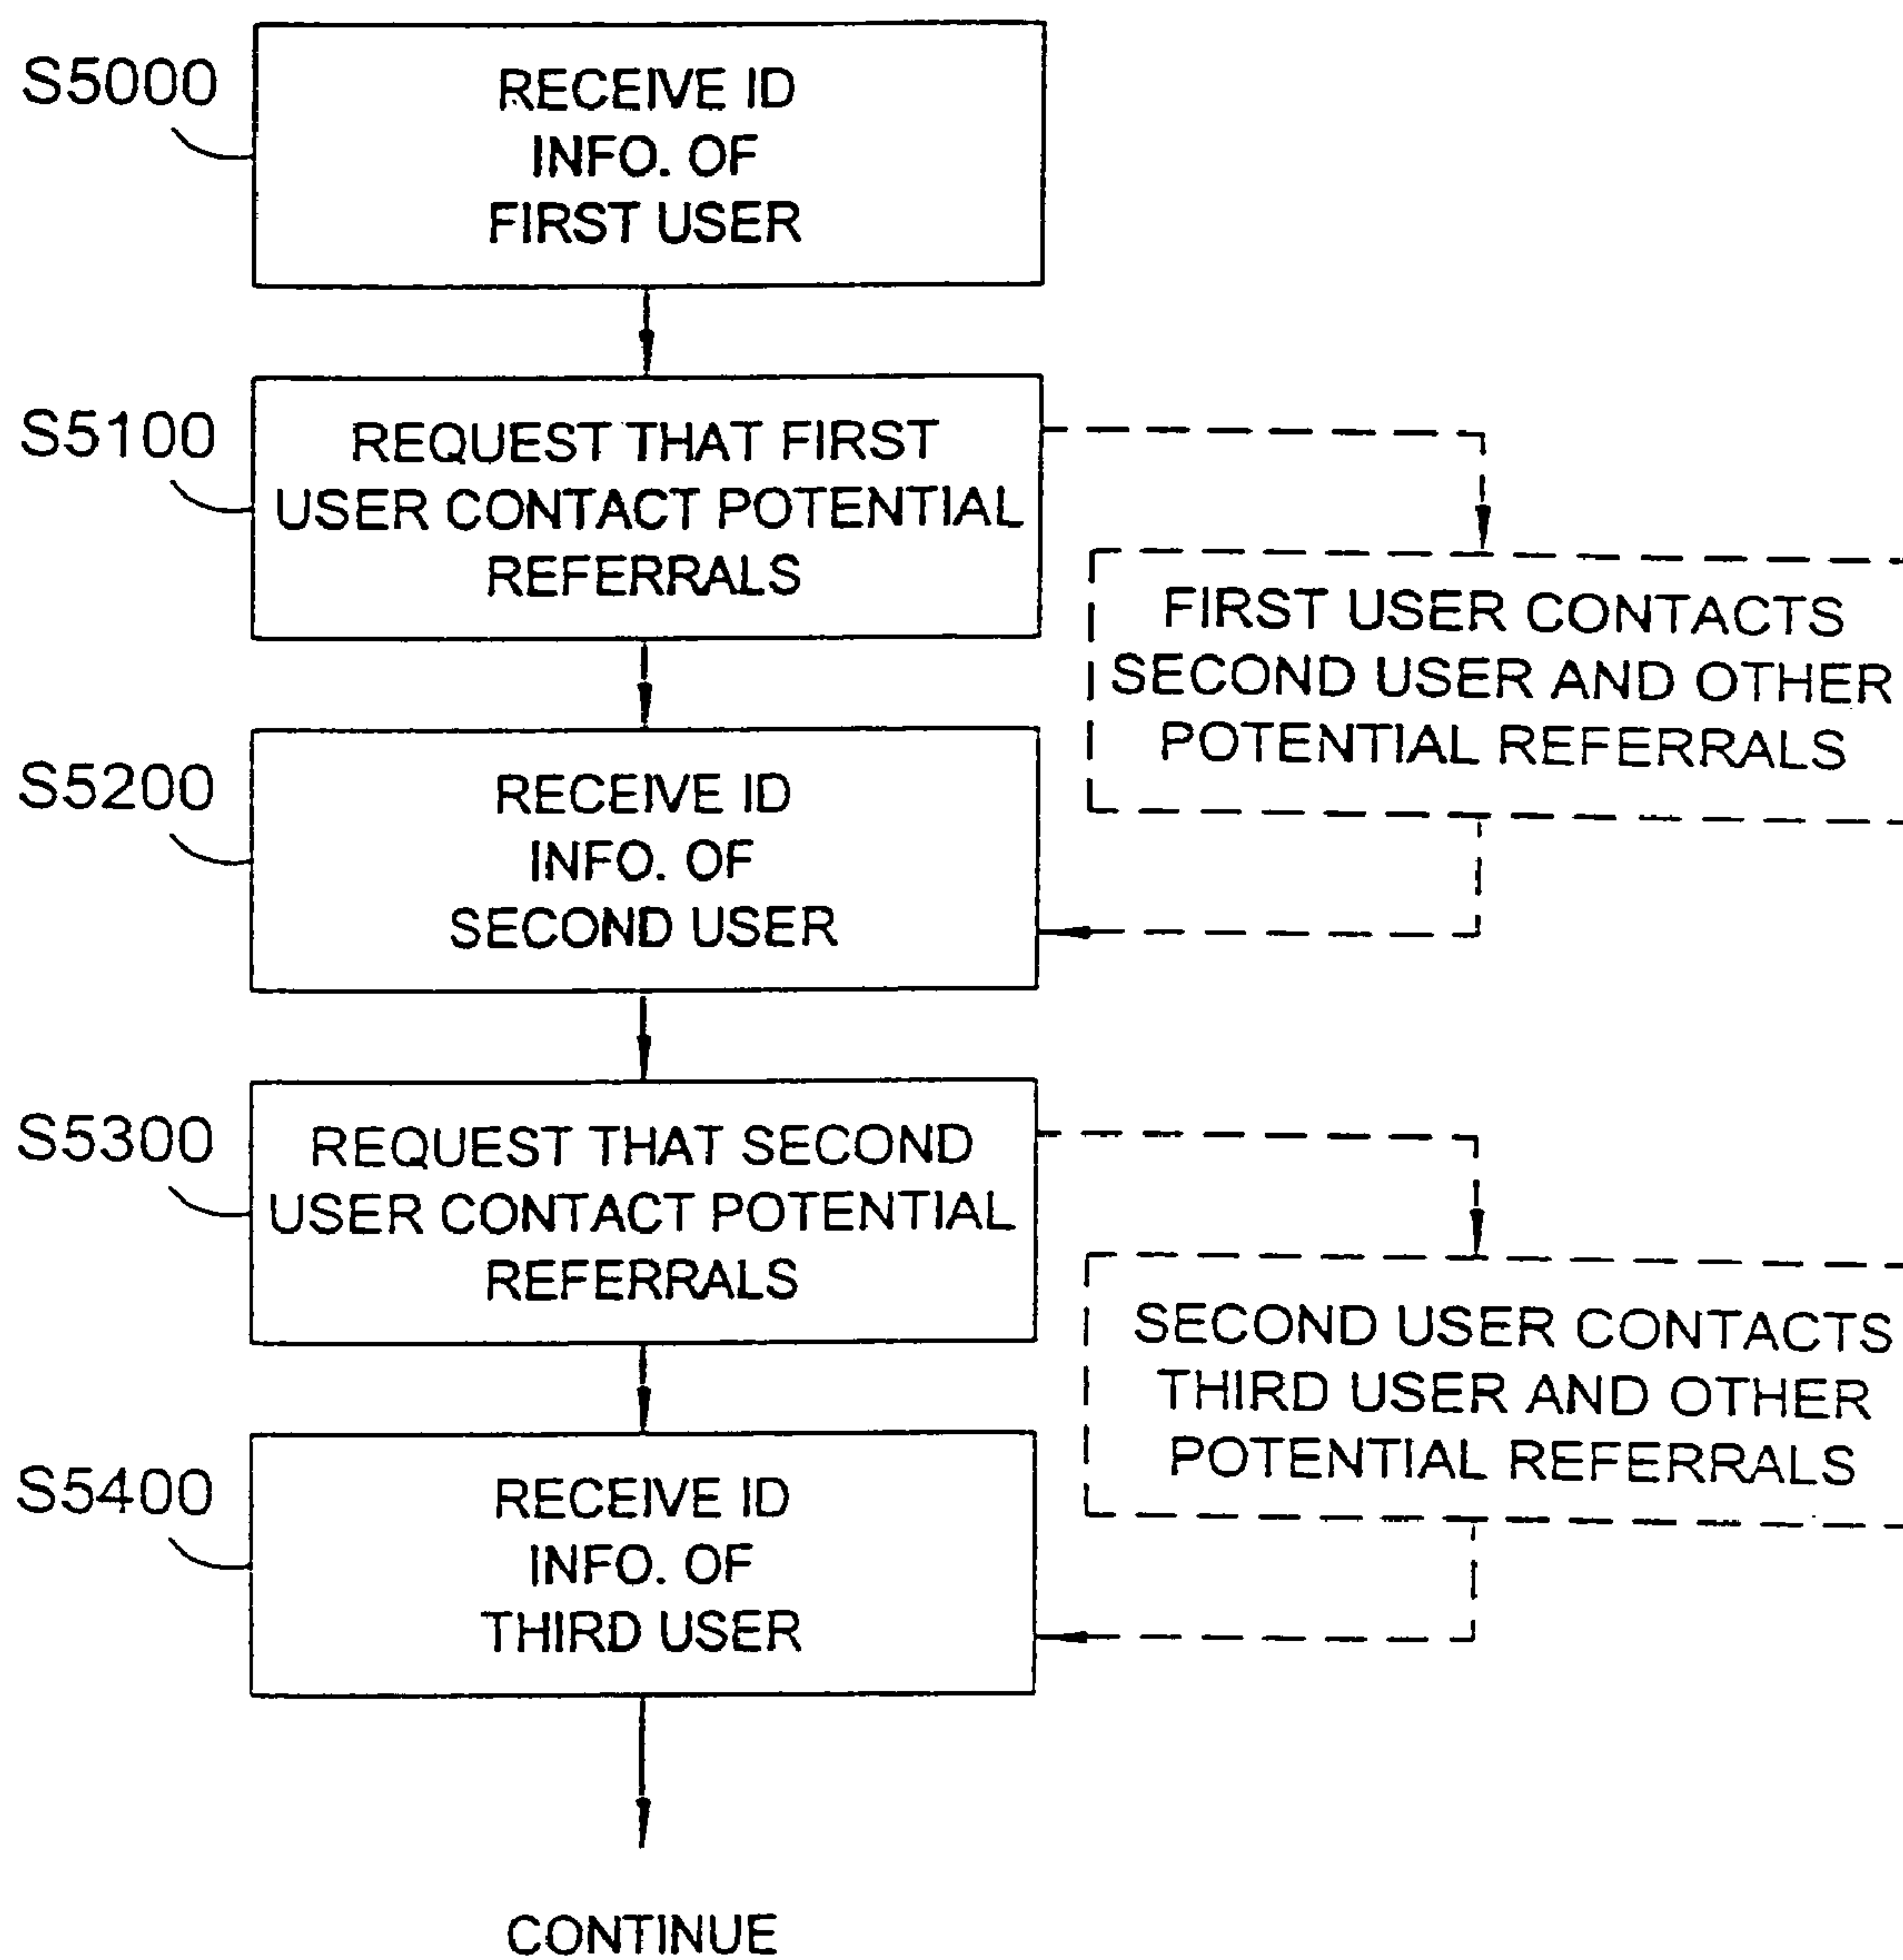 S5000
RECEIVE ID
INFO. OF
FIRST USER
S5100
REQUEST THAT FIRST
USER CONTACT POTENTIAL
REFERRALS
FIRST USER CONTACTS
SECOND USER AND OTHER
POTENTIAL REFERRALS
S5200
RECEIVE ID
INFO. OF
SECOND USER
S5300
REQUEST THAT SECOND
USER CONTACT POTENTIAL
REFERRALS
SECOND USER CONTACTS
THIRD USER AND OTHER
POTENTIAL REFERRALS
S5400
RECEIVE ID
INFO. OF
THIRD USER
CONTINUE